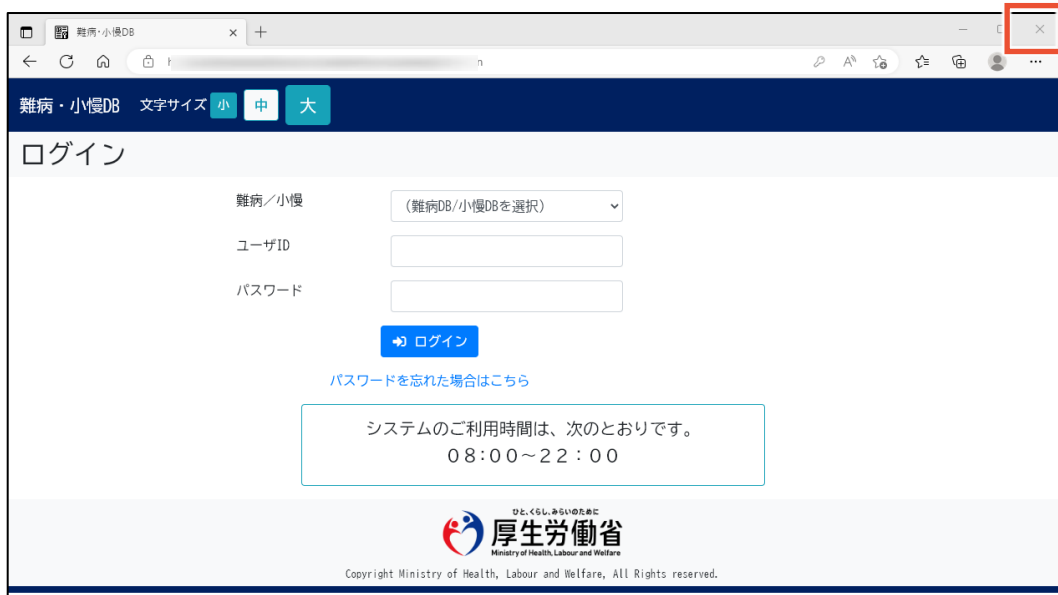 難病・小慢DB
難病・小慢DB 文字サイズ 小 中 大
ログイン
難病／小慢 (難病DB/小慢DBを選択)
ユーザID
パスワード
ログイン
パスワードを忘れた場合はこちら
システムのご利用時間は、次のとおりです。
０８：００～２２：００
ひと、くらし、みらいのために
厚生労働省
Ministry of Health, Labour and Welfare
Copyright Ministry of Health, Labour and Welfare, All Rights reserved.